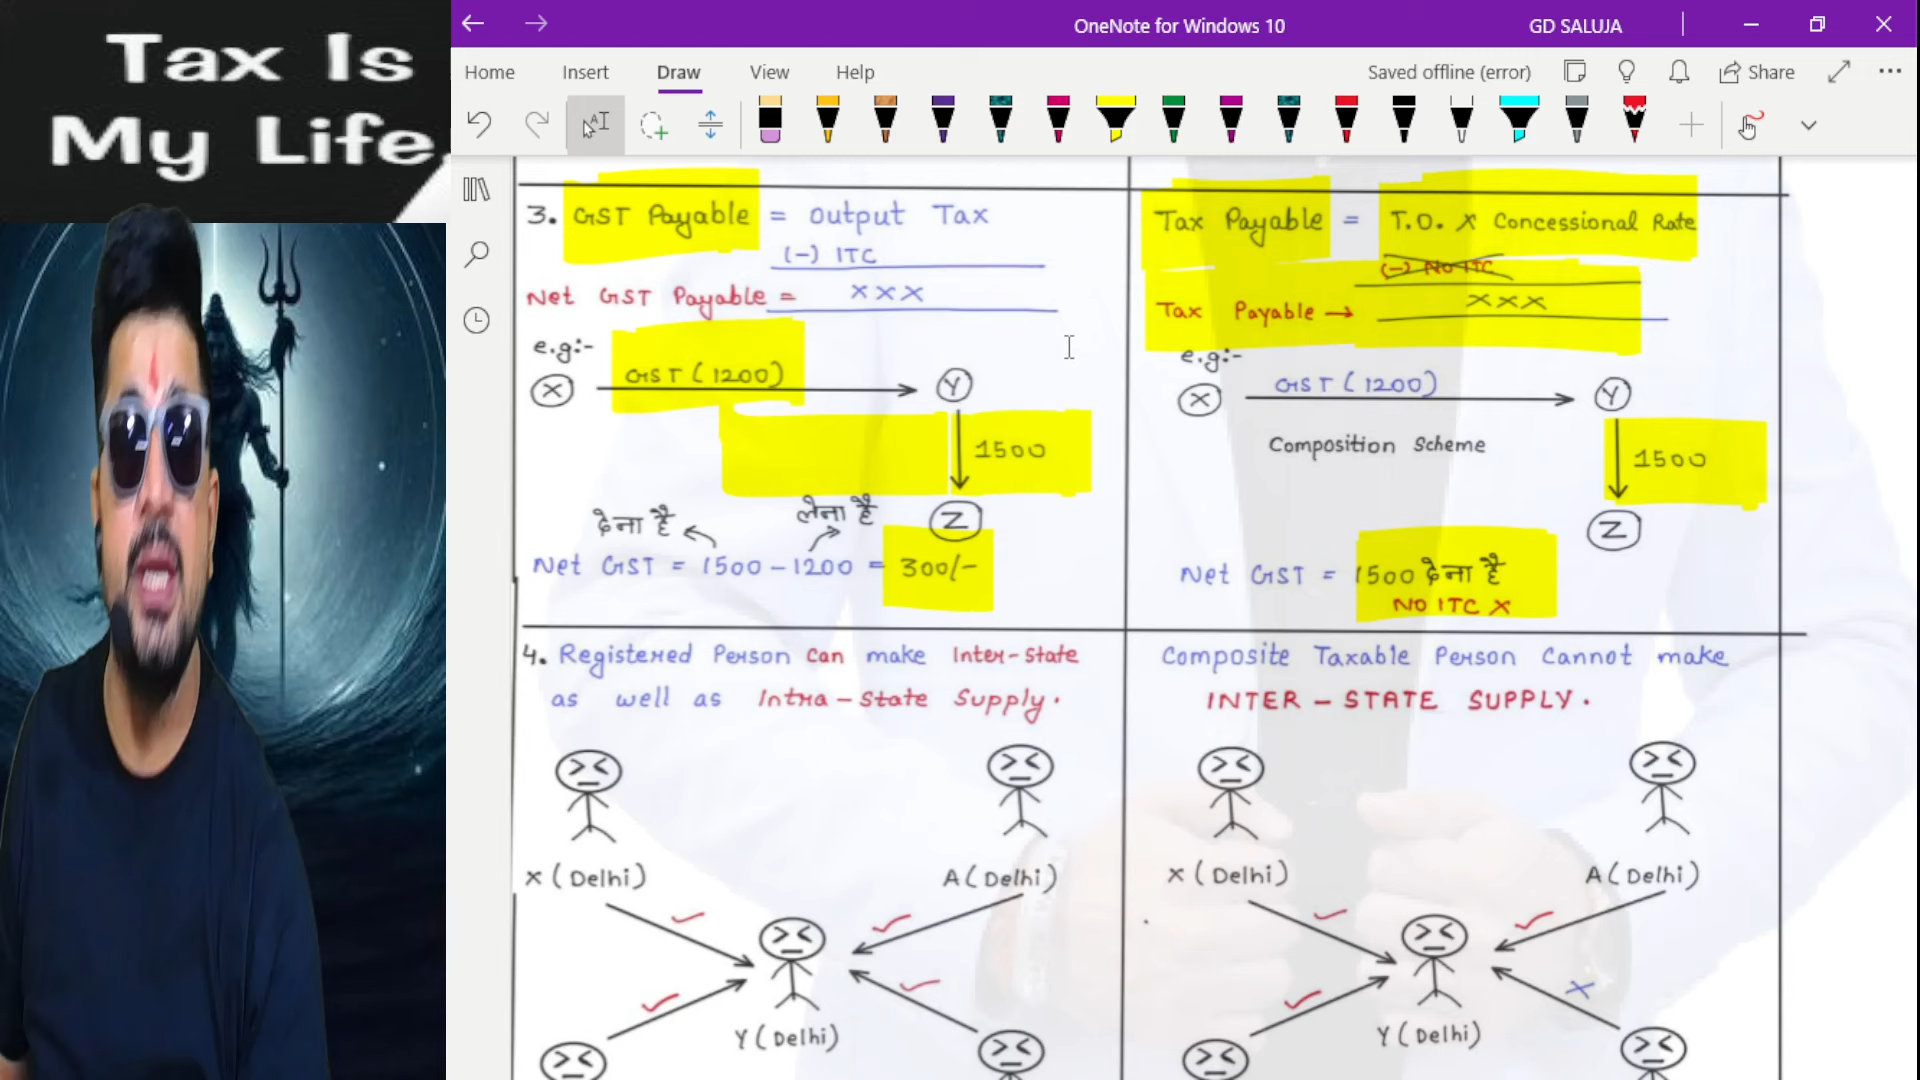 Tax Is
My Life.
OneNote for Windows 10
GD SALUJA
Home
Insert
Draw
View
Help
Saved offline (error)
Share
3. GST Payable = Output Tax
(-) ITC
Net GST Payable = xxx
e.g:-
X
GST (1200)
Y
1500
देना है
लेना है
Z
Net GST = 1500 - 1200 = 300/-
Tax Payable = T.O. X Concessional Rate
(-) NO ITC
Tax Payable → xxx
e.g:-
X
GST (1200)
Y
Composition Scheme
1500
Z
Net GST = 1500 देना है
NO ITC X
4. Registered Person Can make Inter-State
as well as Intra-State Supply.
X (Delhi)
A (Delhi)
Y (Delhi)
Composite Taxable Person Cannot make
INTER-STATE SUPPLY.
X (Delhi)
A (Delhi)
Y (Delhi)